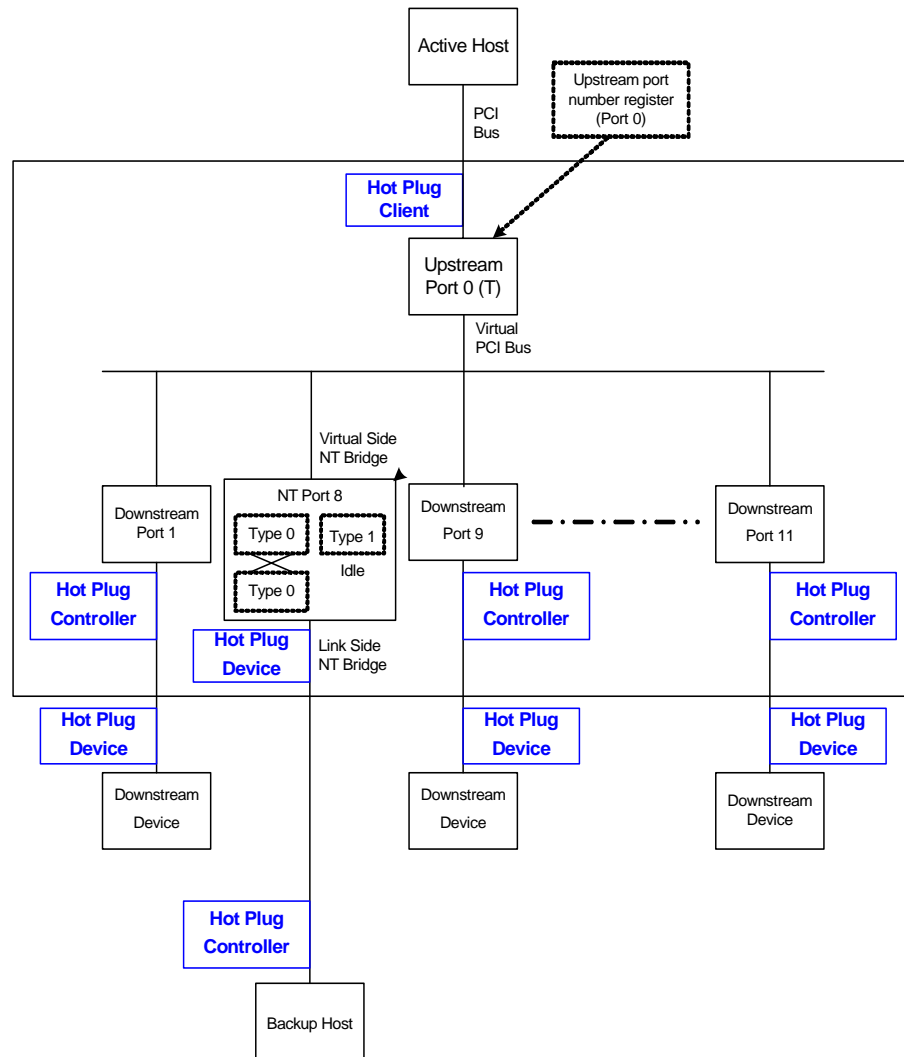 Active Host
Upstream port
number register
(Port 0)
PCI
Bus
Hot Plug
Client
Upstream
Port 0 (T)
Virtual
PCI Bus
Virtual Side
NT Bridge
Downstream
Port 1
NT Port 8
Type 0
Type 1
Idle
Type 0
Downstream
Port 9
Downstream
Port 11
Hot Plug
Controller
Hot Plug
Device
Link Side
NT Bridge
Hot Plug
Controller
Hot Plug
Controller
Hot Plug
Device
Hot Plug
Device
Hot Plug
Device
Downstream
Device
Downstream
Device
Downstream
Device
Hot Plug
Controller
Backup Host